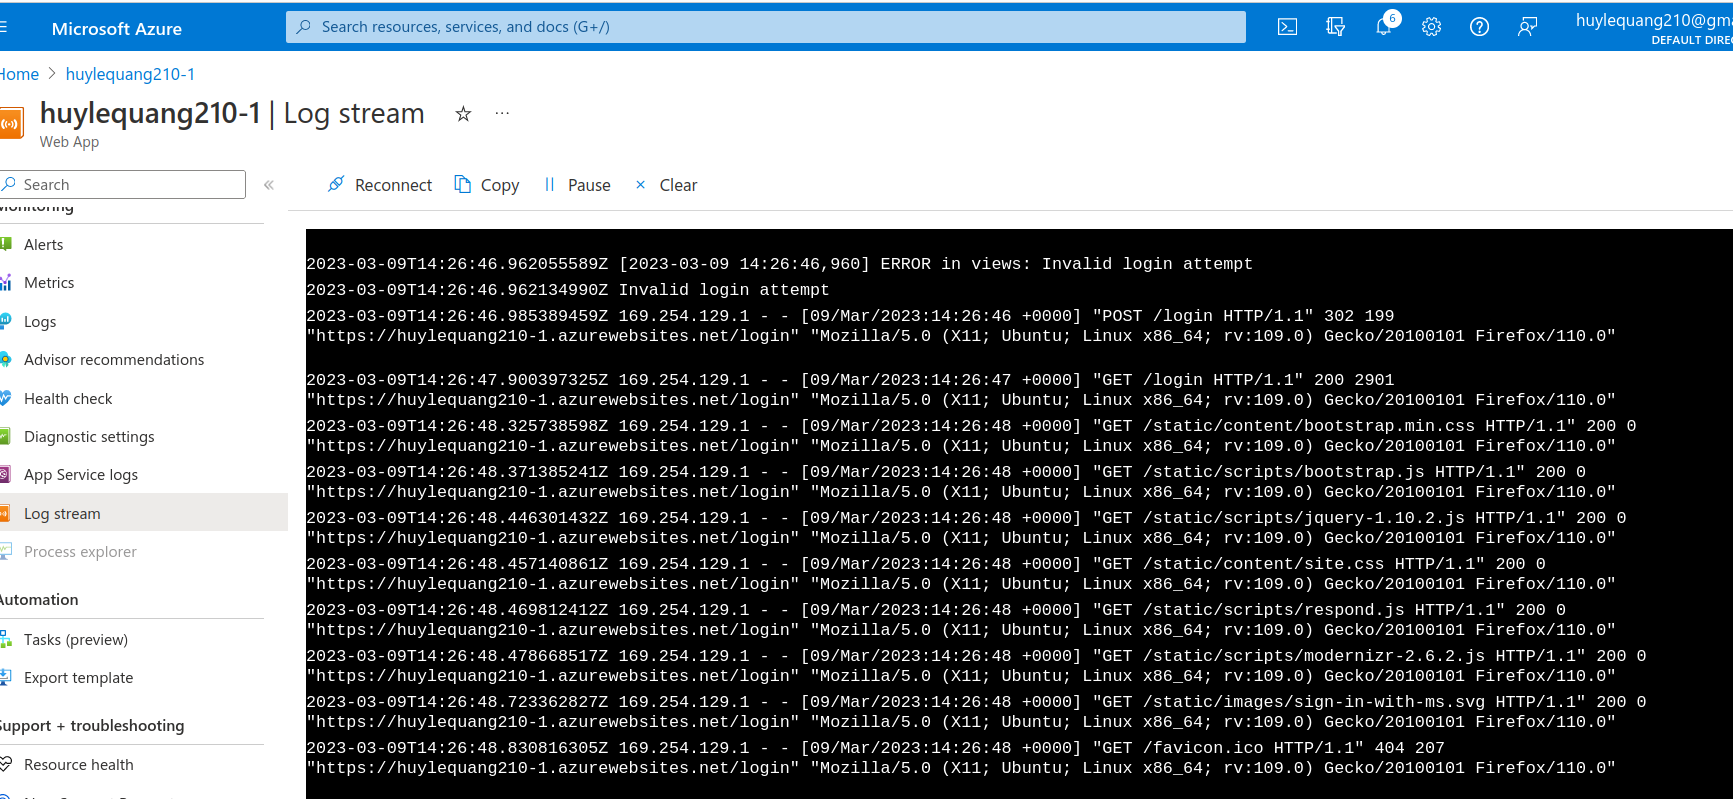 Microsoft Azure
Search resources, services, and docs (G+/)
6
huylequang210@gma
DEFAULT DIREC
Home > huylequang210-1
huylequang210-1 | Log stream
Web App
Search
Reconnect Copy Pause Clear
Monitoring
Alerts
Metrics
Logs
Advisor recommendations
Health check
Diagnostic settings
App Service logs
Log stream
Process explorer
Automation
Tasks (preview)
Export template
Support + troubleshooting
Resource health
2023-03-09T14:26:46.962055589Z [2023-03-09 14:26:46,960] ERROR in views: Invalid login attempt
2023-03-09T14:26:46.962134990Z Invalid login attempt
2023-03-09T14:26:46.985389459Z 169.254.129.1 - - [09/Mar/2023:14:26:46 +0000] "POST /login HTTP/1.1" 302 199
"https://huylequang210-1.azurewebsites.net/login" "Mozilla/5.0 (X11; Ubuntu; Linux x86_64; rv:109.0) Gecko/20100101 Firefox/110.0"
2023-03-09T14:26:47.900397325Z 169.254.129.1 - - [09/Mar/2023:14:26:47 +0000] "GET /login HTTP/1.1" 200 2901
"https://huylequang210-1.azurewebsites.net/login" "Mozilla/5.0 (X11; Ubuntu; Linux x86_64; rv:109.0) Gecko/20100101 Firefox/110.0"
2023-03-09T14:26:48.325738598Z 169.254.129.1 - - [09/Mar/2023:14:26:48 +0000] "GET /static/content/bootstrap.min.css HTTP/1.1" 200 0
"https://huylequang210-1.azurewebsites.net/login" "Mozilla/5.0 (X11; Ubuntu; Linux x86_64; rv:109.0) Gecko/20100101 Firefox/110.0"
2023-03-09T14:26:48.371385241Z 169.254.129.1 - - [09/Mar/2023:14:26:48 +0000] "GET /static/scripts/bootstrap.js HTTP/1.1" 200 0
"https://huylequang210-1.azurewebsites.net/login" "Mozilla/5.0 (X11; Ubuntu; Linux x86_64; rv:109.0) Gecko/20100101 Firefox/110.0"
2023-03-09T14:26:48.446301432Z 169.254.129.1 - - [09/Mar/2023:14:26:48 +0000] "GET /static/scripts/jquery-1.10.2.js HTTP/1.1" 200 0
"https://huylequang210-1.azurewebsites.net/login" "Mozilla/5.0 (X11; Ubuntu; Linux x86_64; rv:109.0) Gecko/20100101 Firefox/110.0"
2023-03-09T14:26:48.457140861Z 169.254.129.1 - - [09/Mar/2023:14:26:48 +0000] "GET /static/content/site.css HTTP/1.1" 200 0
"https://huylequang210-1.azurewebsites.net/login" "Mozilla/5.0 (X11; Ubuntu; Linux x86_64; rv:109.0) Gecko/20100101 Firefox/110.0"
2023-03-09T14:26:48.469812412Z 169.254.129.1 - - [09/Mar/2023:14:26:48 +0000] "GET /static/scripts/respond.js HTTP/1.1" 200 0
"https://huylequang210-1.azurewebsites.net/login" "Mozilla/5.0 (X11; Ubuntu; Linux x86_64; rv:109.0) Gecko/20100101 Firefox/110.0"
2023-03-09T14:26:48.478668517Z 169.254.129.1 - - [09/Mar/2023:14:26:48 +0000] "GET /static/scripts/modernizr-2.6.2.js HTTP/1.1" 200 0
"https://huylequang210-1.azurewebsites.net/login" "Mozilla/5.0 (X11; Ubuntu; Linux x86_64; rv:109.0) Gecko/20100101 Firefox/110.0"
2023-03-09T14:26:48.723362827Z 169.254.129.1 - - [09/Mar/2023:14:26:48 +0000] "GET /static/images/sign-in-with-ms.svg HTTP/1.1" 200 0
"https://huylequang210-1.azurewebsites.net/login" "Mozilla/5.0 (X11; Ubuntu; Linux x86_64; rv:109.0) Gecko/20100101 Firefox/110.0"
2023-03-09T14:26:48.830816305Z 169.254.129.1 - - [09/Mar/2023:14:26:48 +0000] "GET /favicon.ico HTTP/1.1" 404 207
"https://huylequang210-1.azurewebsites.net/login" "Mozilla/5.0 (X11; Ubuntu; Linux x86_64; rv:109.0) Gecko/20100101 Firefox/110.0"